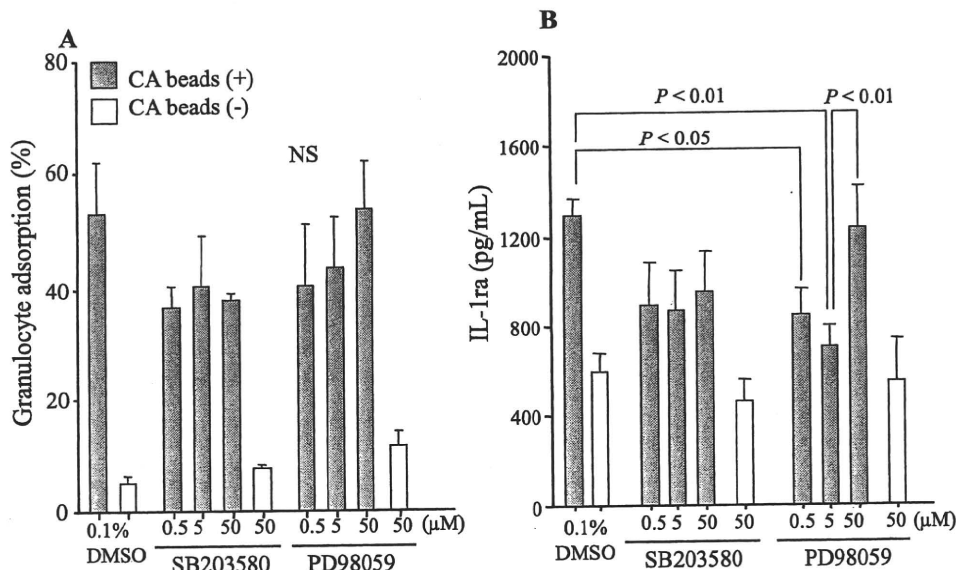 A
Granulocyte adsorption (%)
80
60
40
20
0
CA beads (+)
CA beads (-)
NS
0.1% 0.5 5 50 50 0.5 5 50 50 (μM)
DMSO SB203580 PD98059
B
IL-1ra (pg/mL)
2000
1600
1200
800
400
0
P < 0.01 P < 0.01
P < 0.05
0.1% 0.5 5 50 50 0.5 5 50 50 (μM)
DMSO SB203580 PD98059